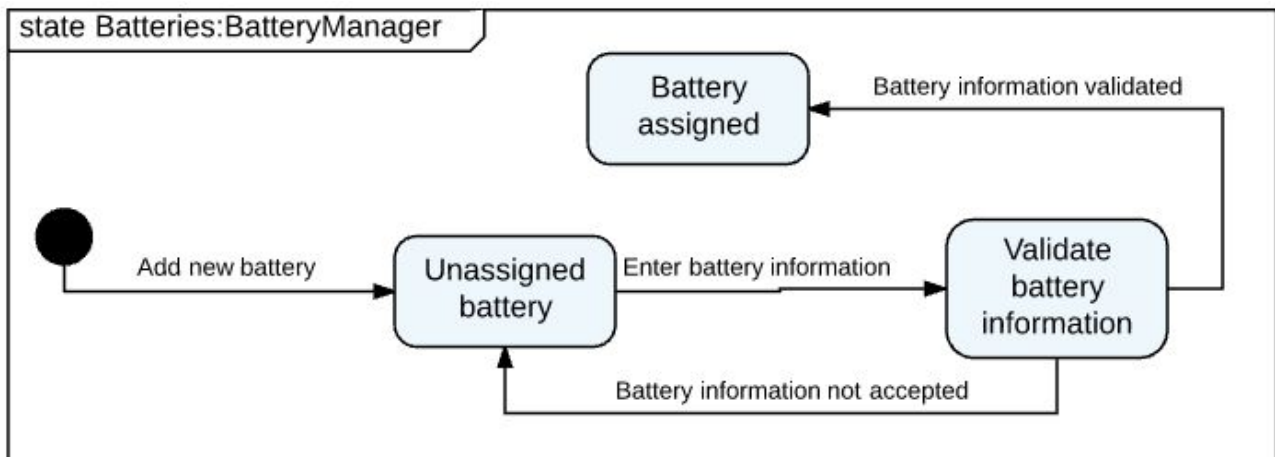 state Batteries:BatteryManager
Battery
assigned
Battery information validated
Add new battery
Unassigned
battery
Enter battery information
Validate
battery
information
Battery information not accepted